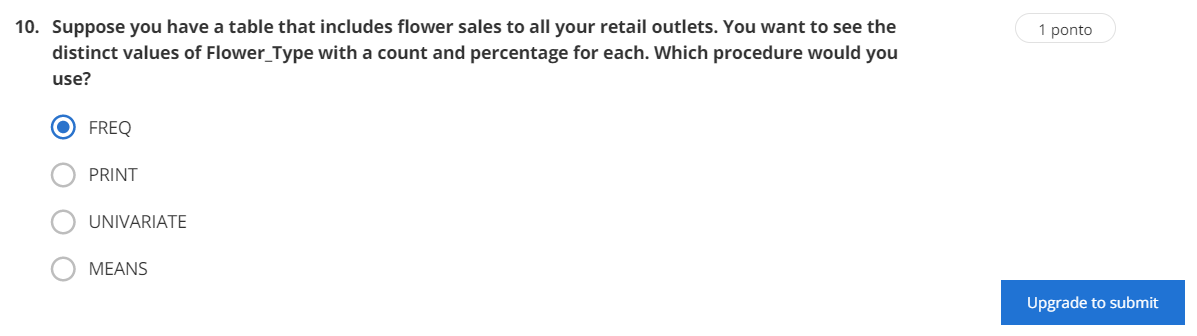 10. Suppose you have a table that includes flower sales to all your retail outlets. You want to see the
1 ponto
distinct values of Flower_Type with a count and percentage for each. Which procedure would you
use?
FREQ
PRINT
UNIVARIATE
MEANS
Upgrade to submit